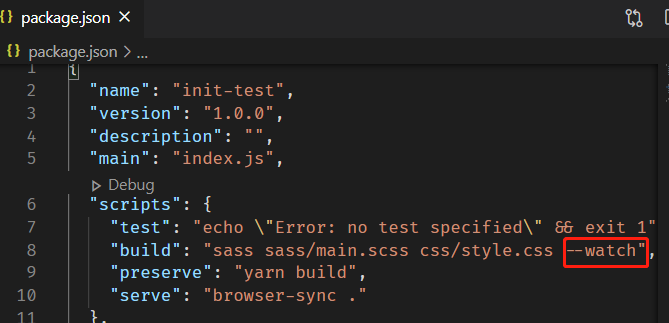 package.json
package.json > ...
1 {
2 "name": "init-test",
3 "version": "1.0.0",
4 "description": "",
5 "main": "index.js",
Debug
6 "scripts": {
7 "test": "echo \"Error: no test specified\" && exit 1"
8 "build": "sass sass/main.scss css/style.css --watch",
9 "preserve": "yarn build",
10 "serve": "browser-sync ."
11 },